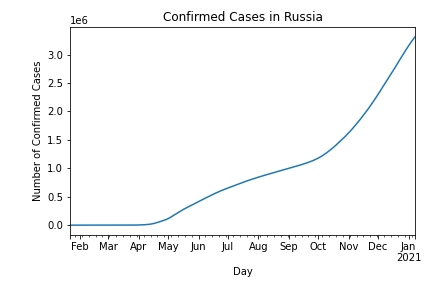 Confirmed Cases in Russia
1e6
3.0
2.5
2.0
1.5
1.0
0.5
0.0
Number of Confirmed Cases
Feb Mar Apr May Jun Jul Aug Sep Oct Nov Dec Jan
2021
Day